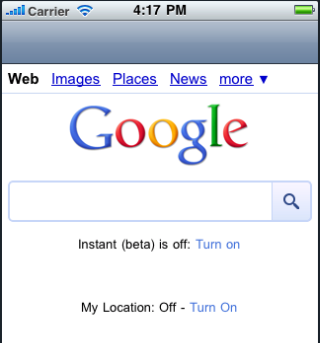 Carrier 4:17 PM
Web Images Places News more ▼
Google
Instant (beta) is off: Turn on
My Location: Off - Turn On